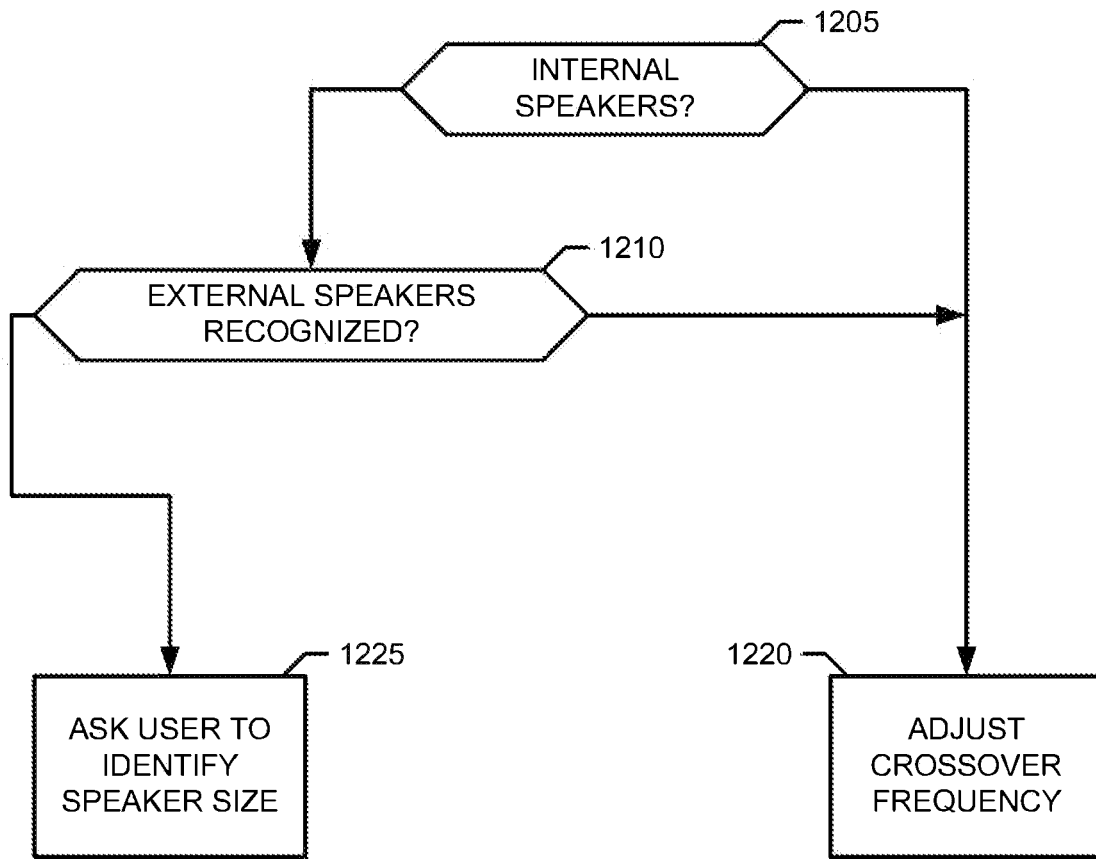 1205
INTERNAL
SPEAKERS?
1210
EXTERNAL SPEAKERS
RECOGNIZED?
1225
ASK USER TO
IDENTIFY
SPEAKER SIZE
1220
ADJUST
CROSSOVER
FREQUENCY